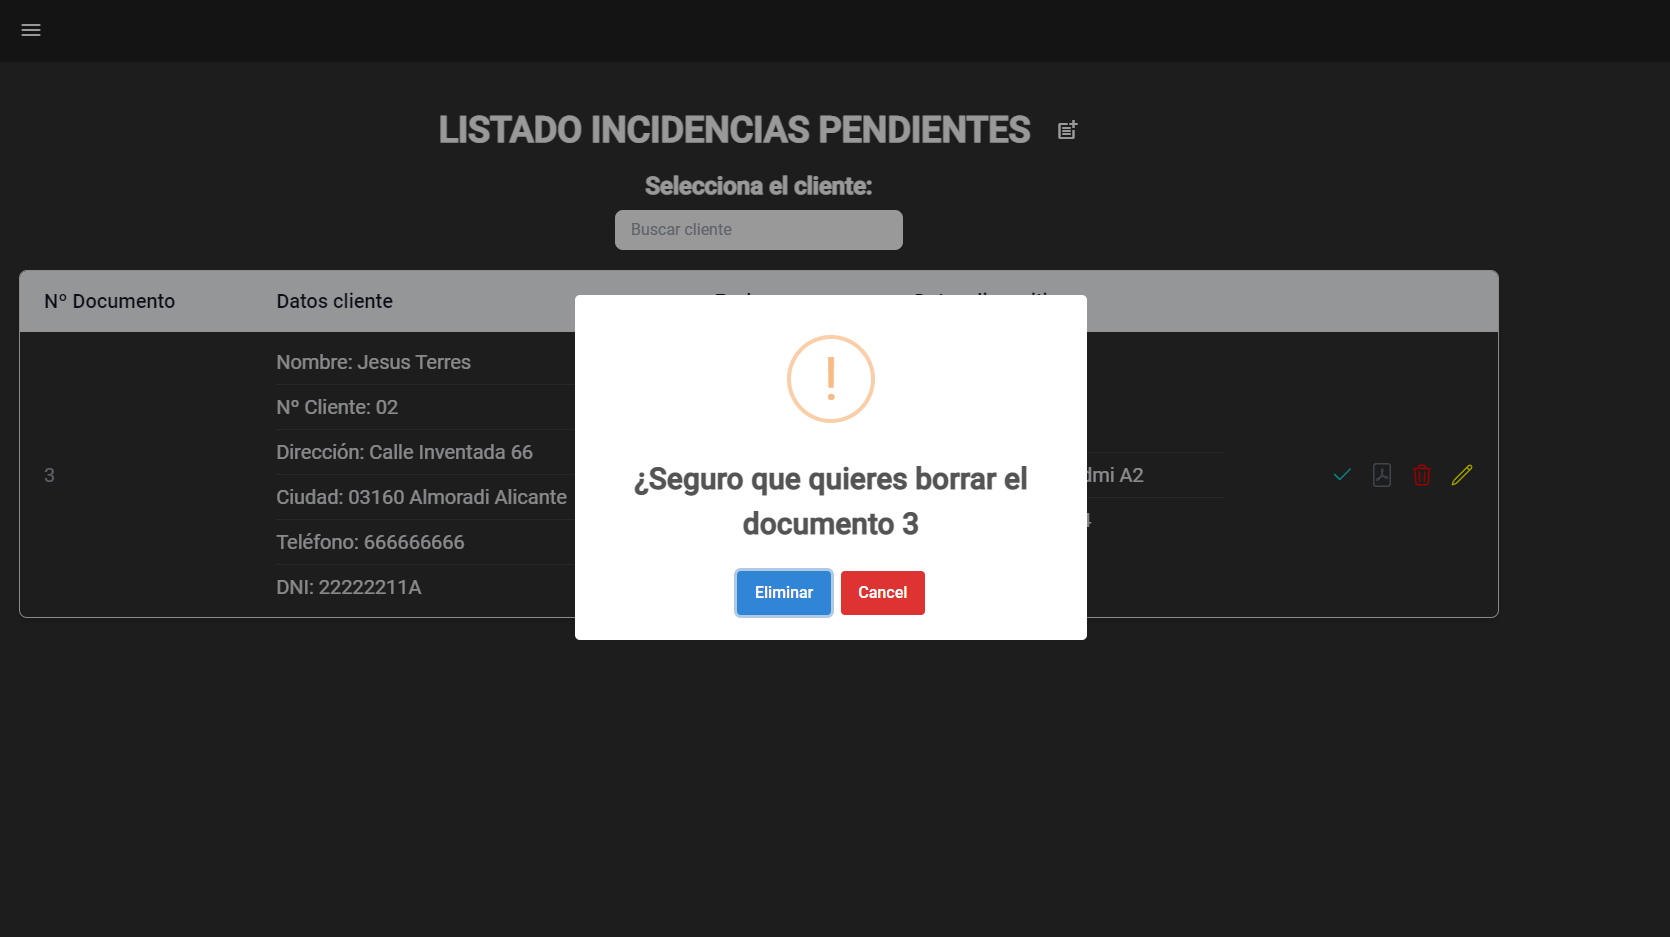 LISTADO INCIDENCIAS PENDIENTES
Selecciona el cliente:
Buscar cliente
Nº Documento
Datos cliente
3
Nombre: Jesus Terres
Nº Cliente: 02
Dirección: Calle Inventada 66
Ciudad: 03160 Almoradi Alicante
Teléfono: 666666666
DNI: 22222211A
A2
¿Seguro que quieres borrar el
documento 3
Eliminar
Cancel